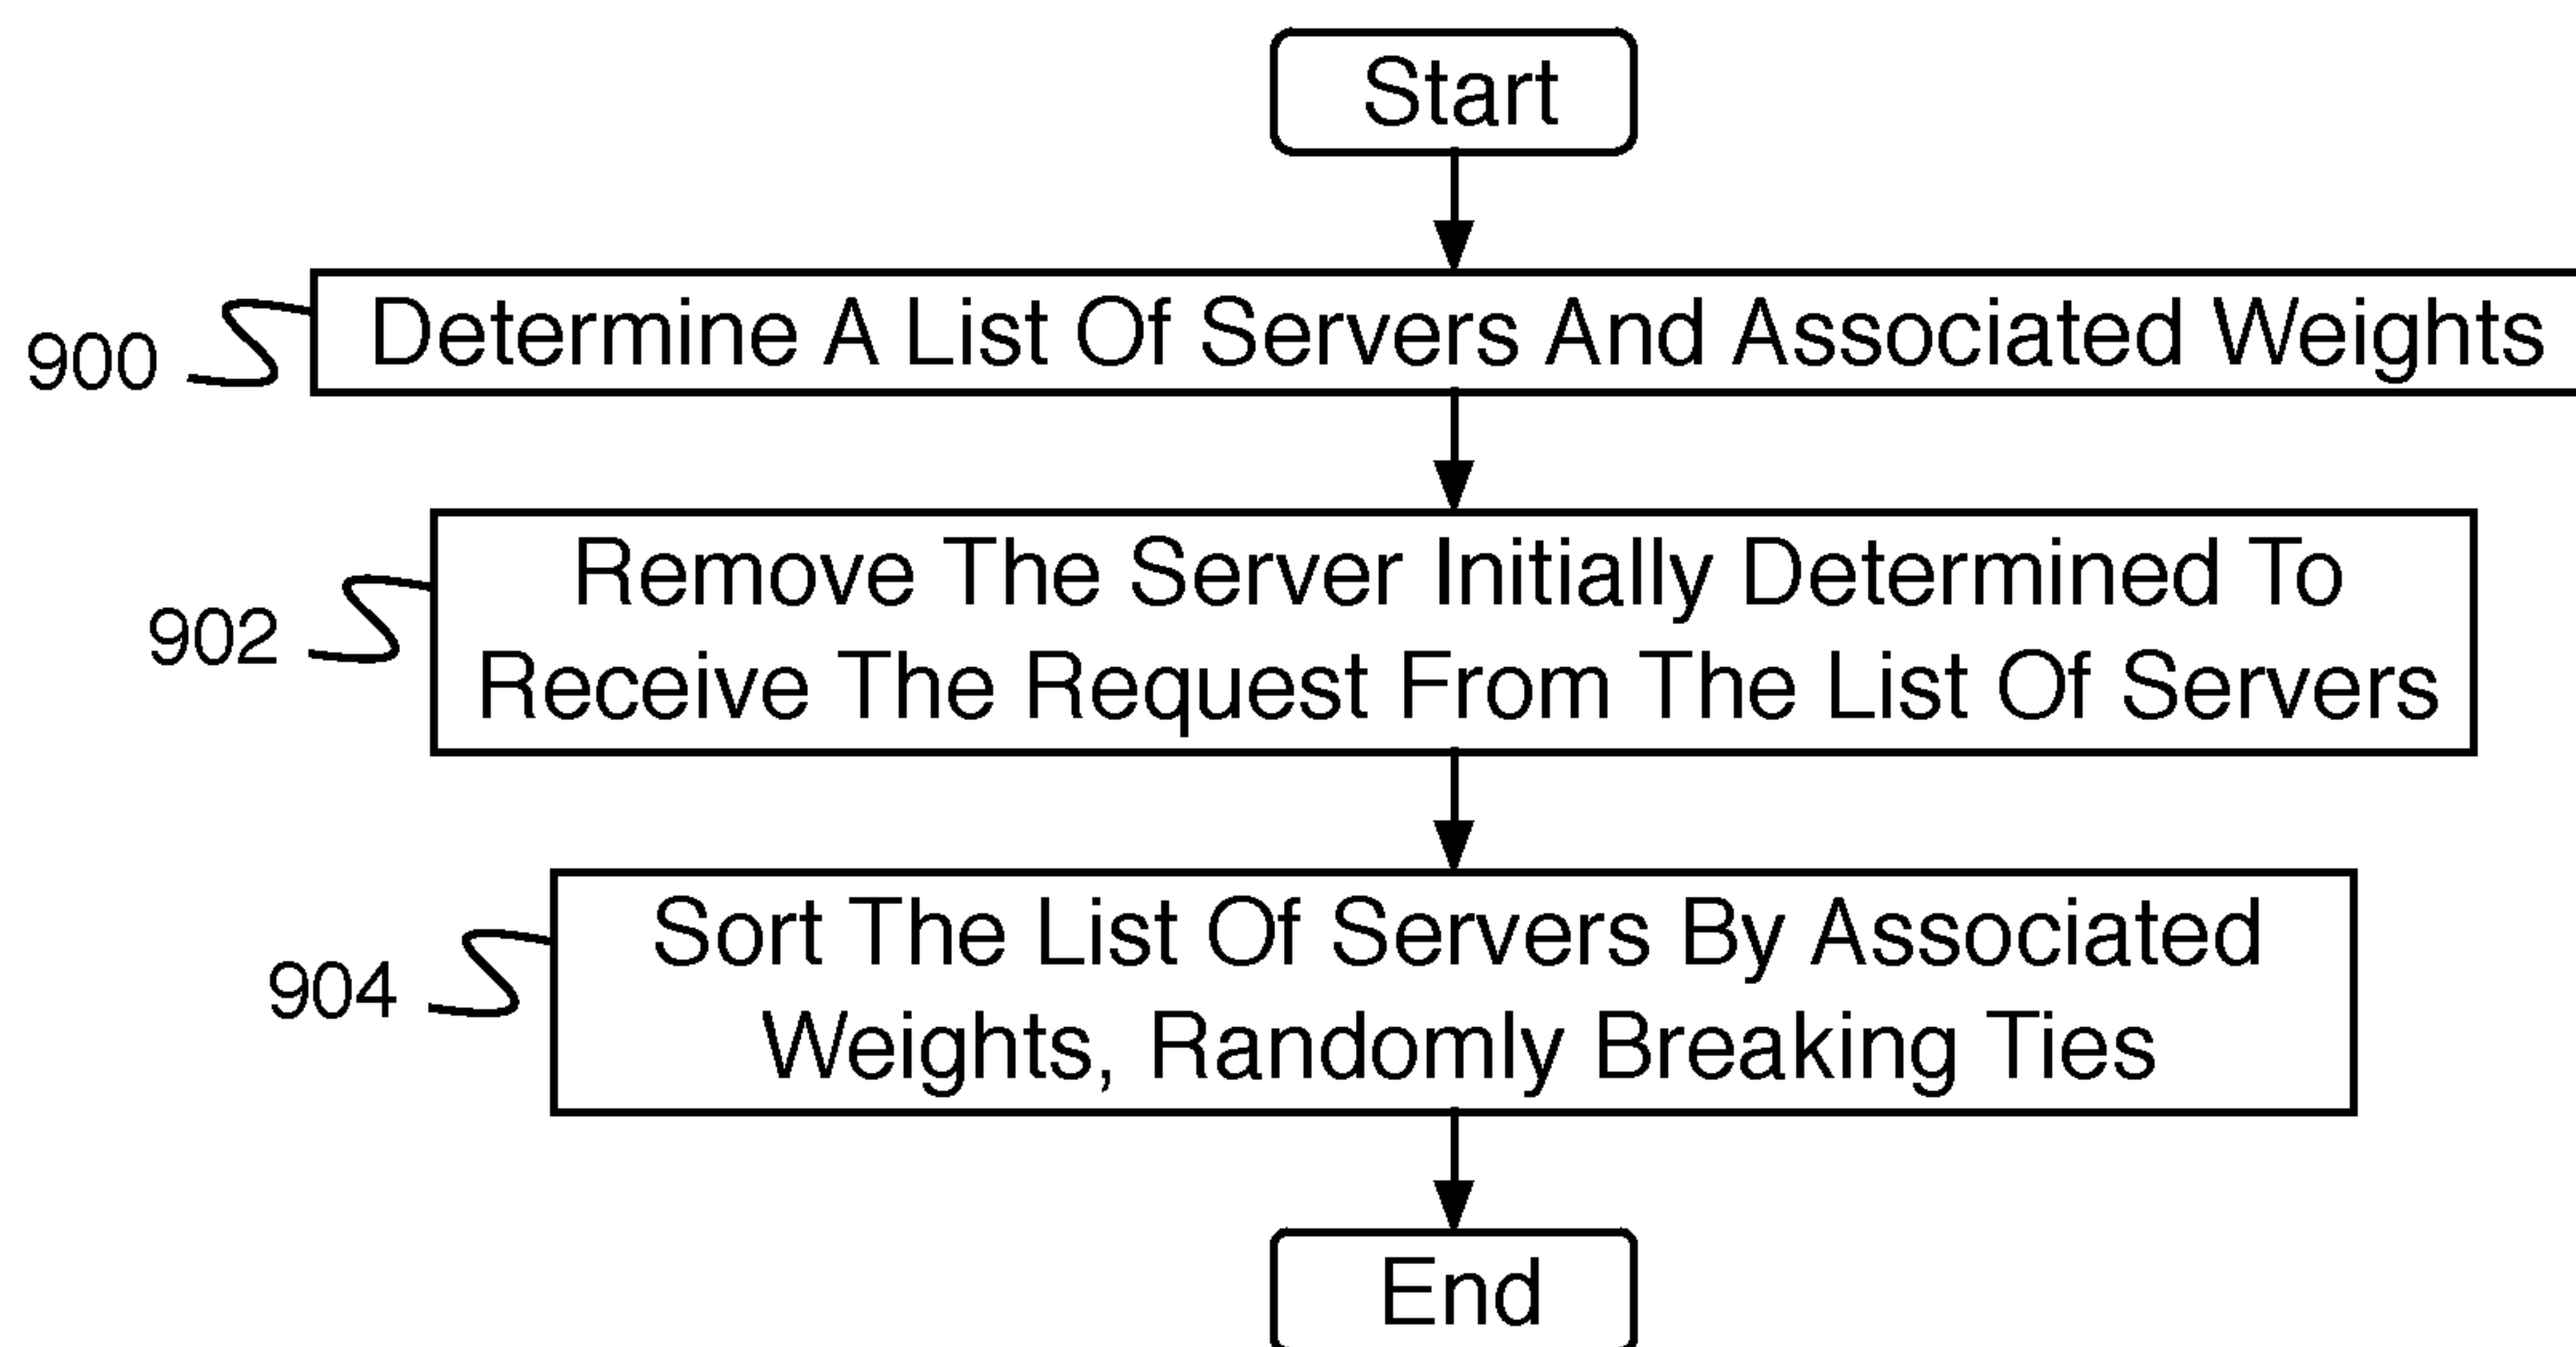 Start
900
Determine A List Of Servers And Associated Weights
902
Remove The Server Initially Determined To
Receive The Request From The List Of Servers
904
Sort The List Of Servers By Associated
Weights, Randomly Breaking Ties
End